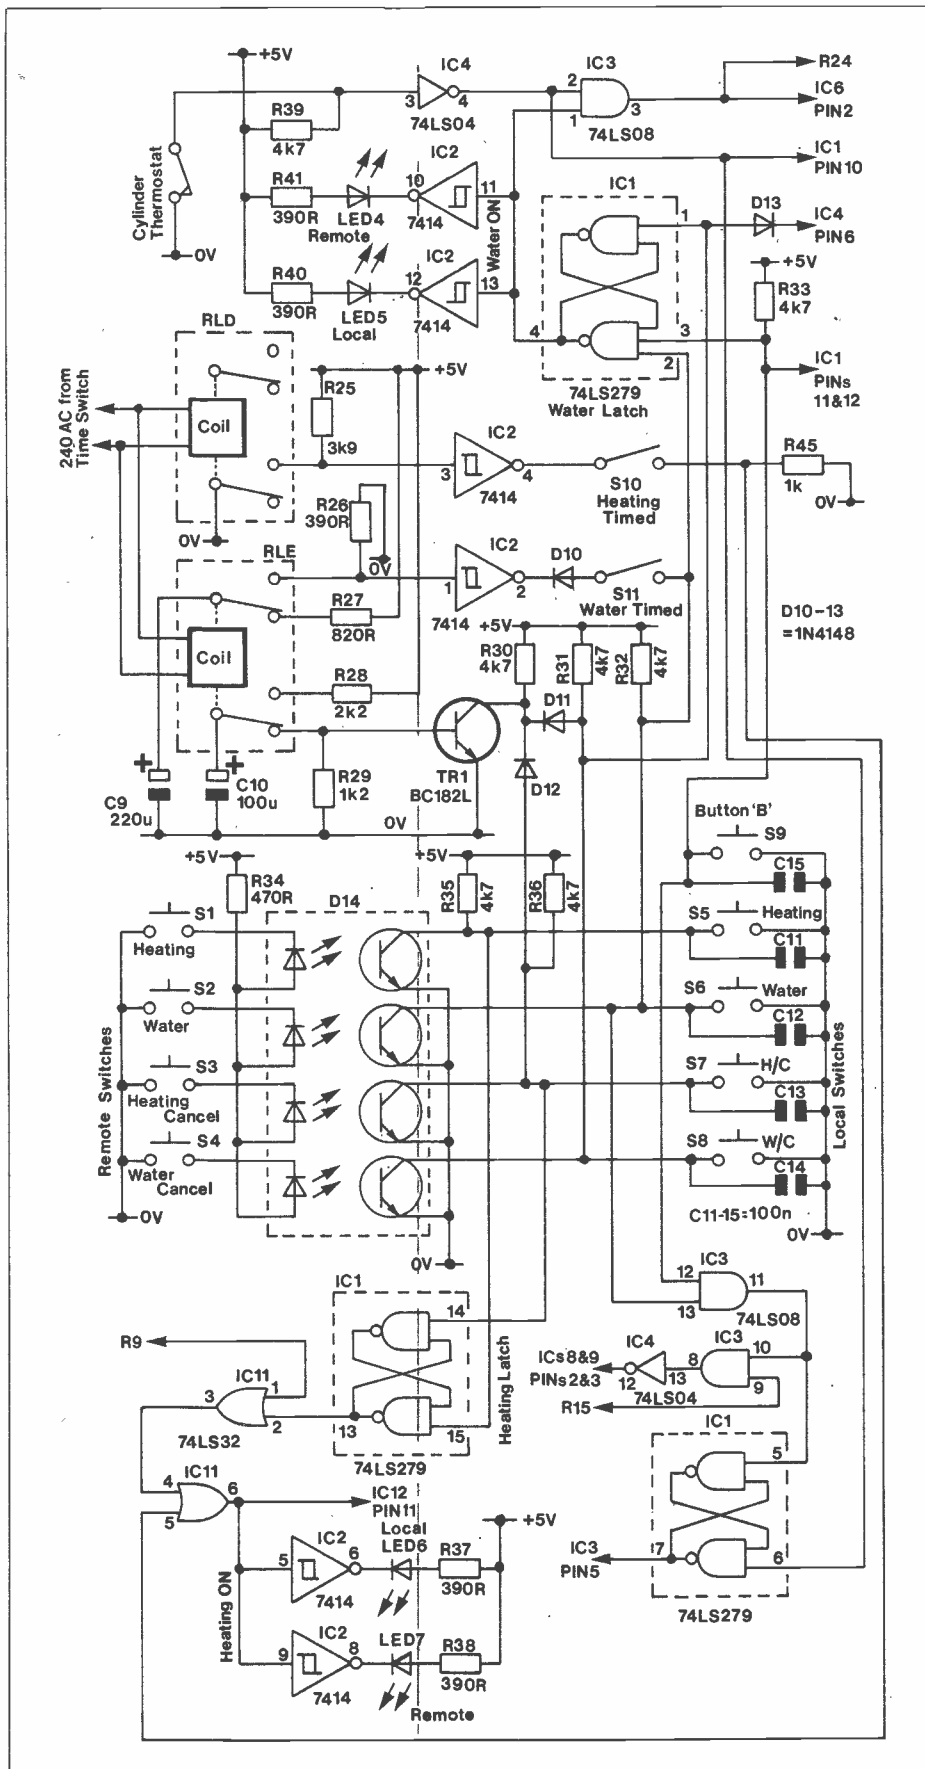 +5V
IC4
3
4
74LS04
IC3
2
1
3
74LS08
R24
IC6
PIN2
IC1
PIN10
R39
4k7
R41
390R
LED4
Remote
10
IC2
11
7414
Water ON
Cylinder
Thermostat
0V
R40
390R
LED5
Local
12
IC2
13
7414
IC1
1
4
3
2
74LS279
Water Latch
D13
IC4
PIN6
+5V
R33
4k7
IC1
PINs
11&12
RLD
Coil
240 AC from
Time Switch
0V
R25
3k9
+5V
IC2
3
4
7414
S10
Heating
Timed
R45
1k
0V
R26
390R
0V
RLE
Coil
IC2
1
2
7414
D10
S11
Water Timed
R27
820R
R28
2k2
D10-13
=1N4148
+5V
R30
4k7
R31
4k7
R32
4k7
D11
D12
TR1
BC182L
R29
1k2
+
C9
220u
+
C10
100u
0V
Button 'B'
S9
C15
+5V
R34
470R
D14
+5V
R35
4k7
R36
4k7
S1
Heating
S2
Water
S3
Heating
Cancel
S4
Water
Cancel
Remote Switches
0V
S5
Heating
C11
S6
Water
C12
S7
H/C
C13
S8
W/C
C14
C11-15=100n
Local Switches
0V
0V
IC1
14
13
15
74LS279
Heating Latch
R9
IC11
1
2
3
74LS32
IC11
4
5
6
IC12
PIN11
IC3
12
13
11
74LS08
ICs8&9
PINs2&3
IC4
12
13
74LS04
IC3
8
10
9
R15
IC1
5
7
6
74LS279
IC3
PIN5
Heating ON
IC2
5
6
7414
Local
LED6
R37
390R
+5V
IC2
9
8
7414
LED7
Remote
R38
390R